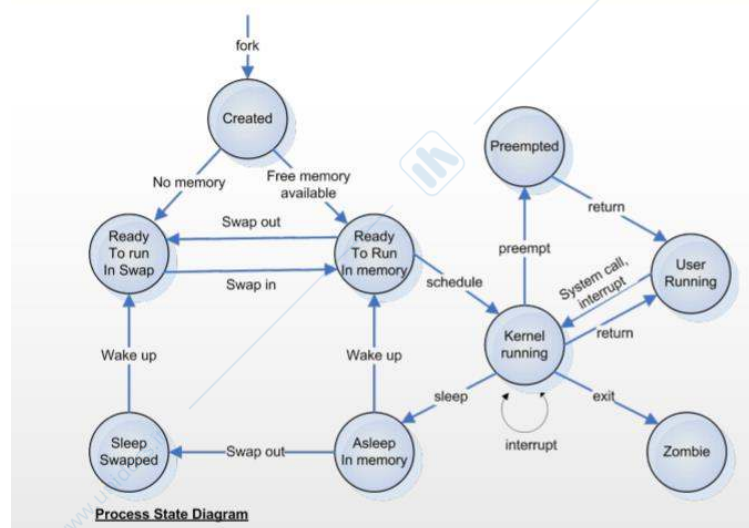 fork
Created
Preempted
No memory
Free memory
available
Swap out
return
Ready
To run
In Swap
Ready
To Run
In memory
preempt
User
Running
Swap in
schedule
System call,
interrupt
Kernel
running
return
Wake up
Wake up
sleep
exit
Sleep
Swapped
Swap out
Asleep
In memory
interrupt
Zombie
Process State Diagram